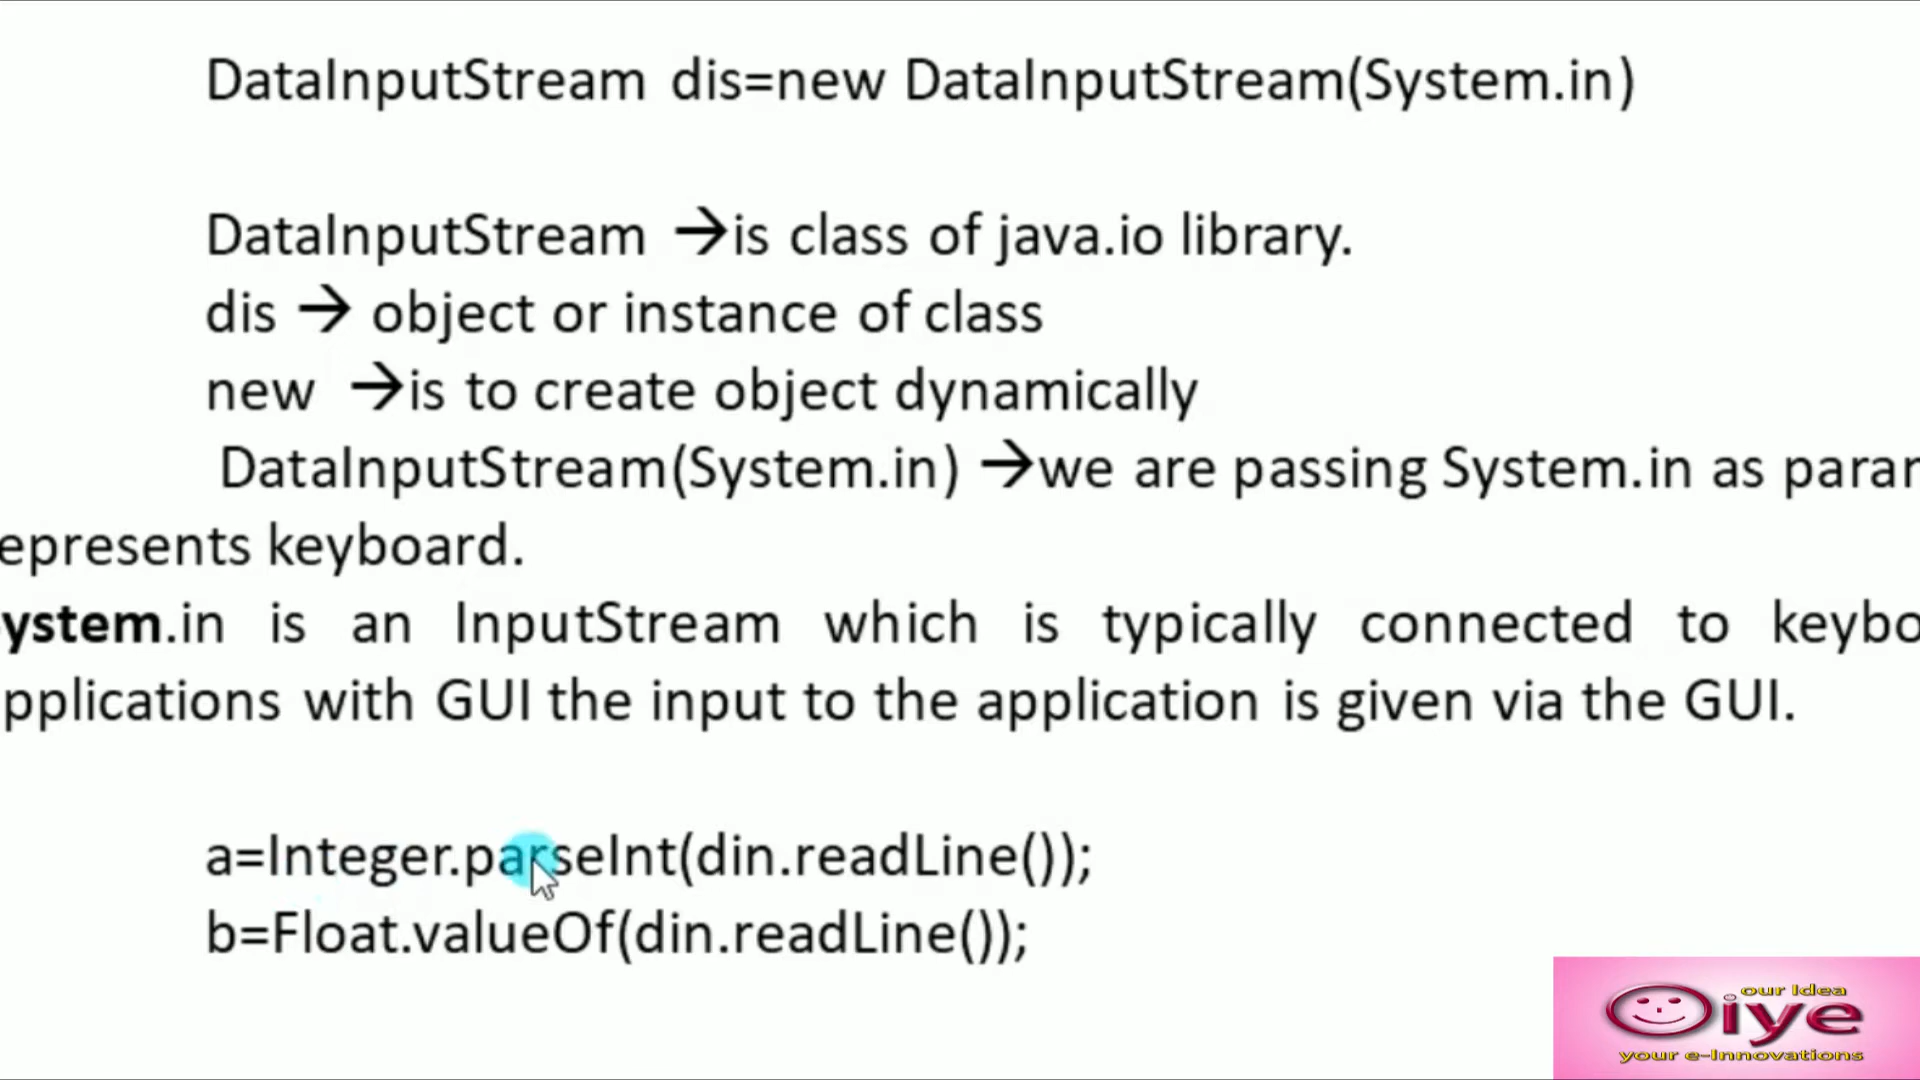 DataInputStream dis=new DataInputStream(System.in)
DataInputStream →is class of java.io library.
dis → object or instance of class
new →is to create object dynamically
DataInputStream(System.in) →we are passing System.in as param
epresents keyboard.
ystem.in is an InputStream which is typically connected to keybo
pplications with GUI the input to the application is given via the GUI.
a=Integer.parseInt(din.readLine());
b=Float.valueOf(din.readLine());
our Idea
Oiye
your e-Innovations